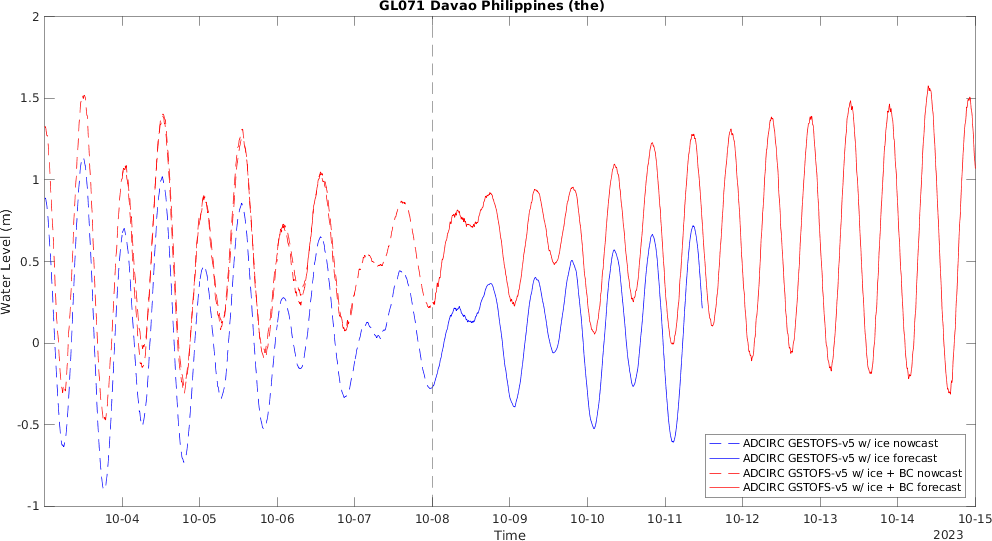 GL071 Davao Philippines (the)
Water Level (m)
2
1.5
1
0.5
0
-0.5
-1
ADCIRC GESTOFS-v5 w/ ice nowcast
ADCIRC GESTOFS-v5 w/ ice forecast
ADCIRC GSTOFS-v5 w/ ice + BC nowcast
ADCIRC GSTOFS-v5 w/ ice + BC forecast
10-04 10-05 10-06 10-07 10-08 10-09 10-10 10-11 10-12 10-13 10-14 10-15
Time
2023